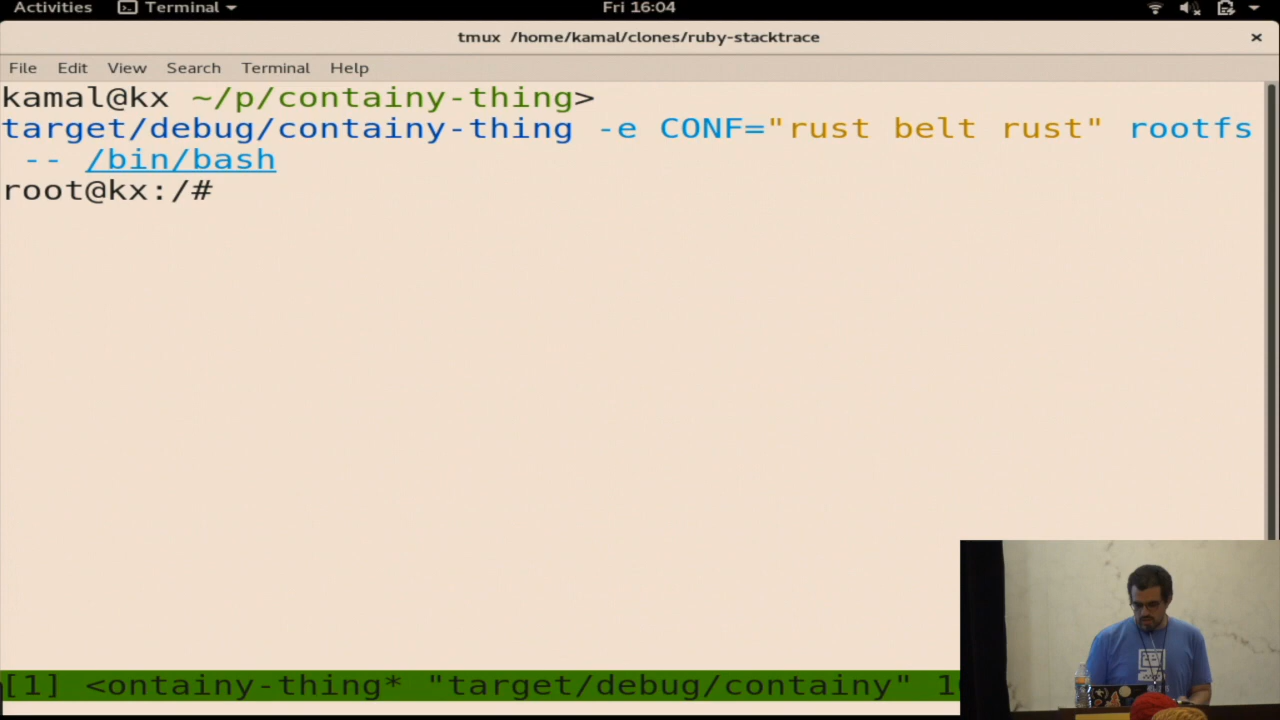 Activities Terminal Fri 16:04
tmux /home/kamal/clones/ruby-stacktrace
File Edit View Search Terminal Help
kamal@kx ~/p/containy-thing>
target/debug/containy-thing -e CONF="rust belt rust" rootfs
-- /bin/bash
root@kx:/#
[1] <ontainy-thing* "target/debug/containy"